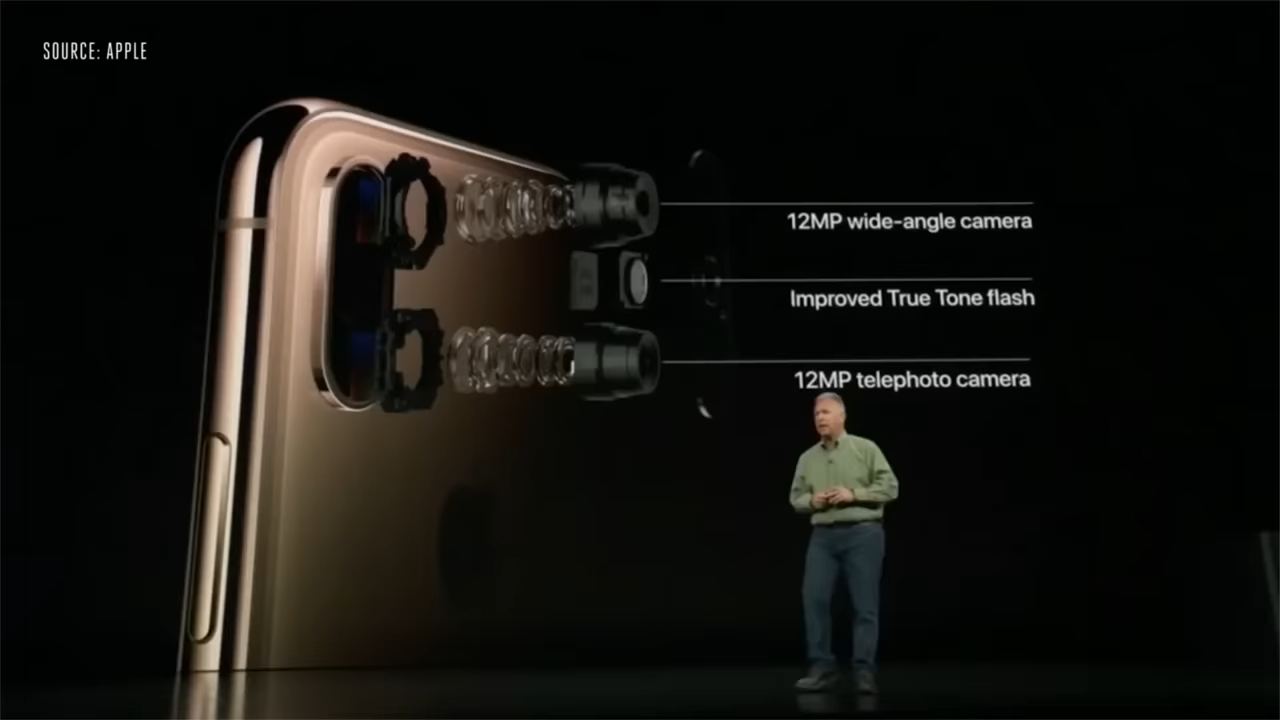 SOURCE: APPLE
12MP wide-angle camera
Improved True Tone flash
12MP telephoto camera